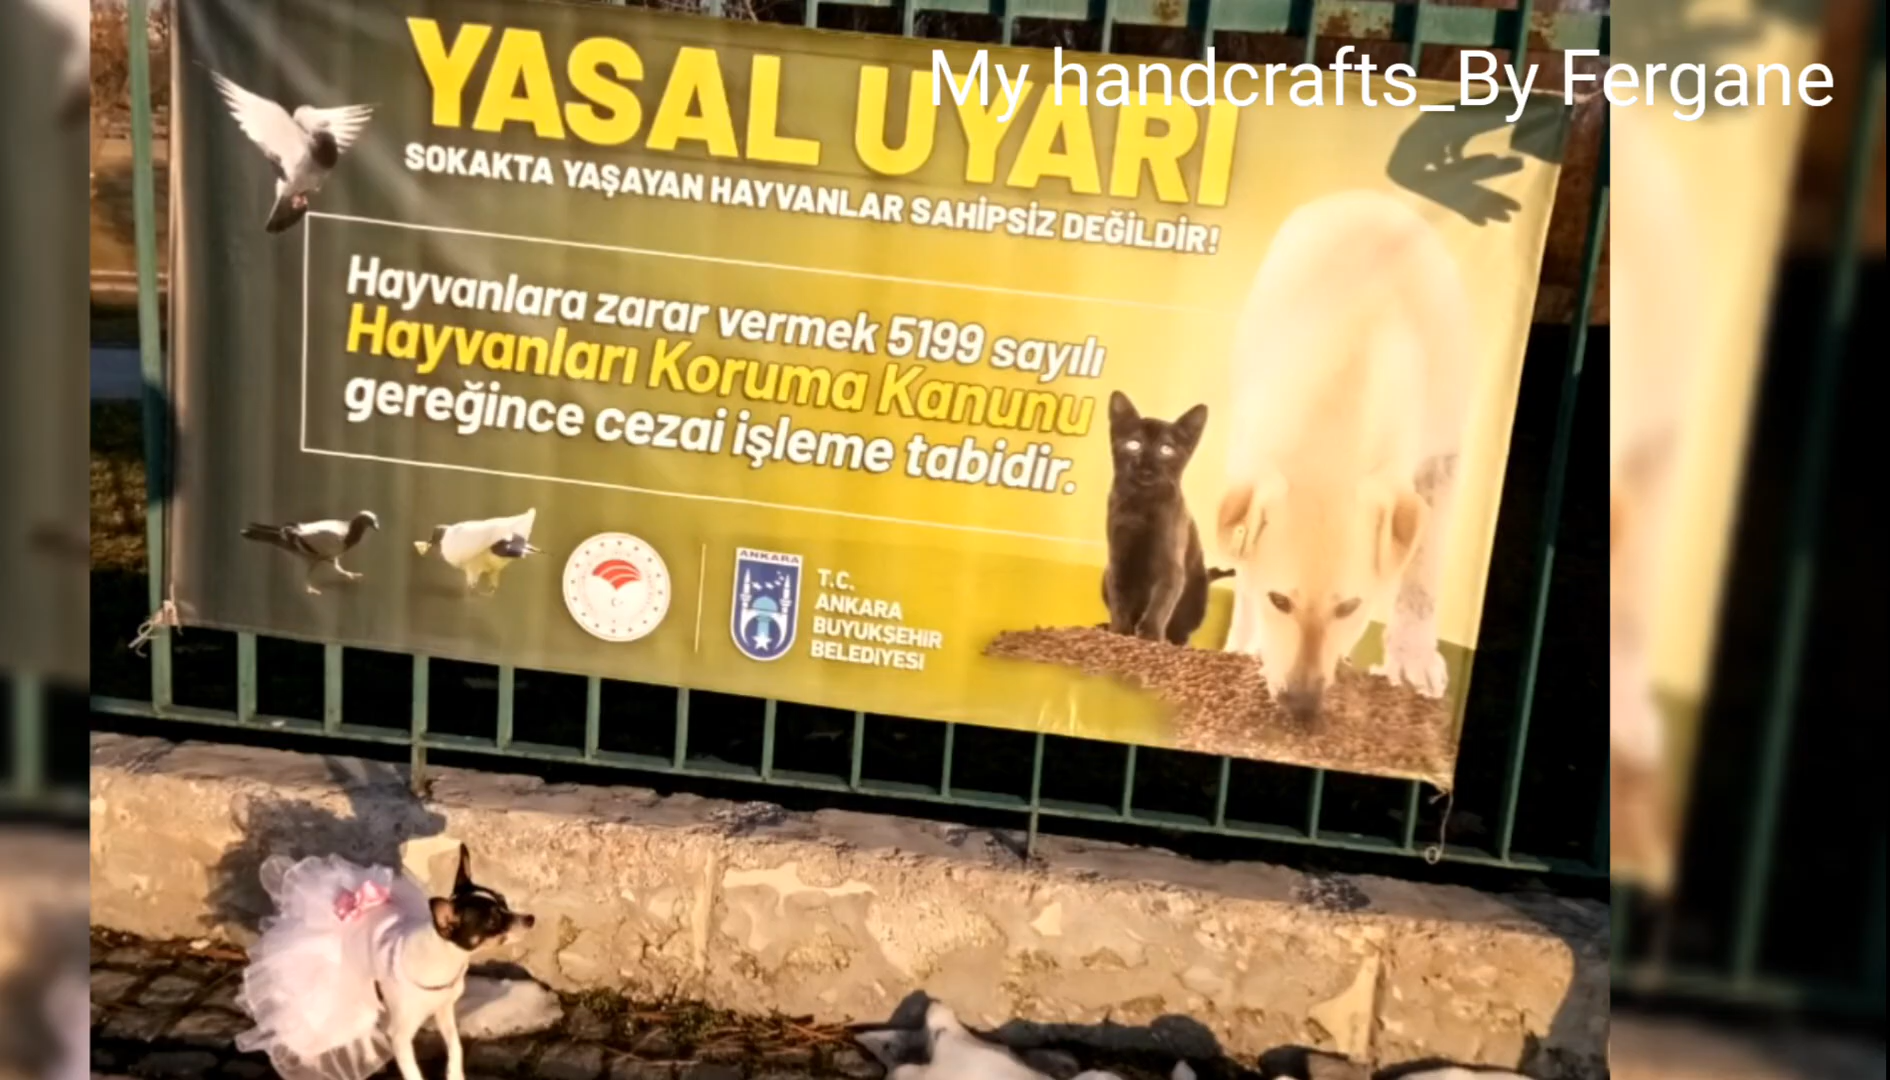 My handcrafts_By Fergane
YASAL UYARI
SOKAKTA YAŞAYAN HAYVANLAR SAHİPSİZ DEĞİLDİR!
Hayvanlara zarar vermek 5199 sayılı
Hayvanları Koruma Kanunu
gereğince cezai işleme tabidir.
ANKARA
T.C.
ANKARA
BÜYÜKŞEHİR
BELEDİYESİ